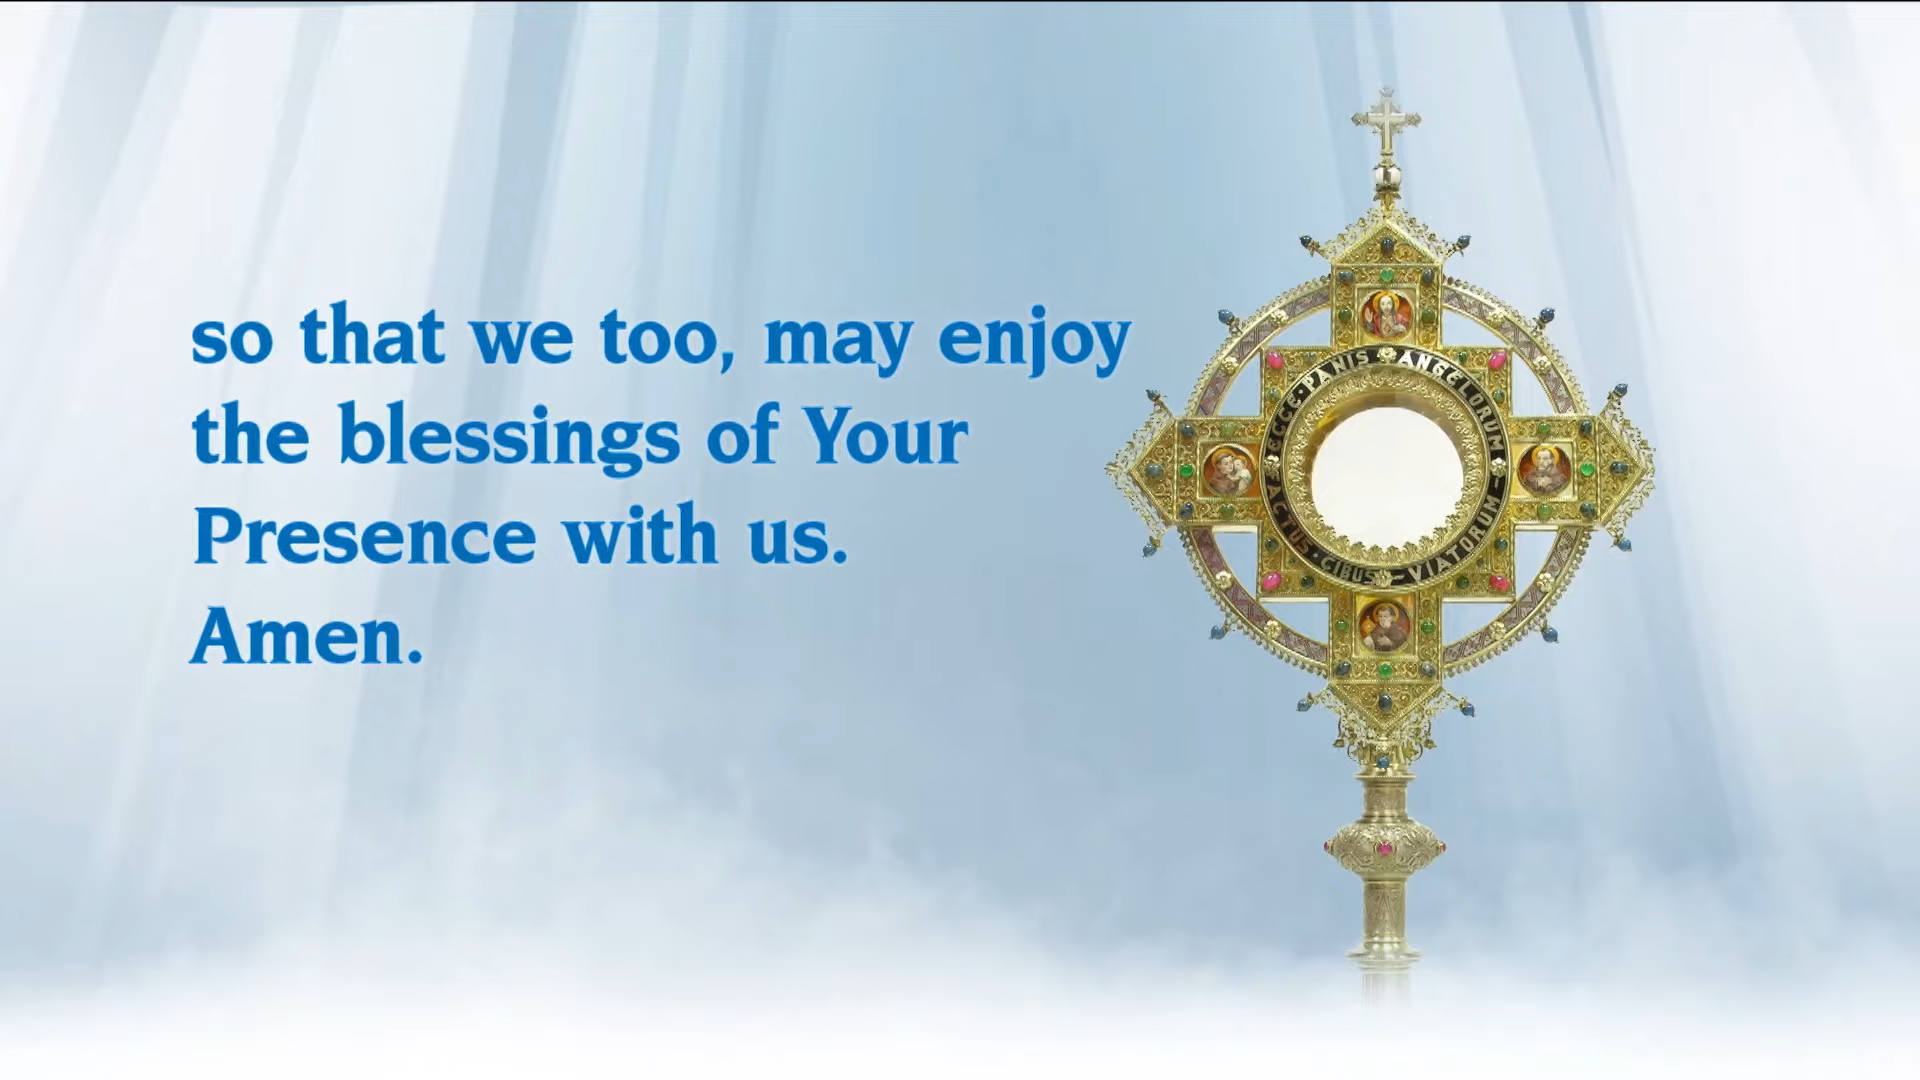 so that we too, may enjoy
the blessings of Your
Presence with us.
Amen.
ECCE · PANIS ANGELORUM
FACTUS · CIBUS – VIATORUM –